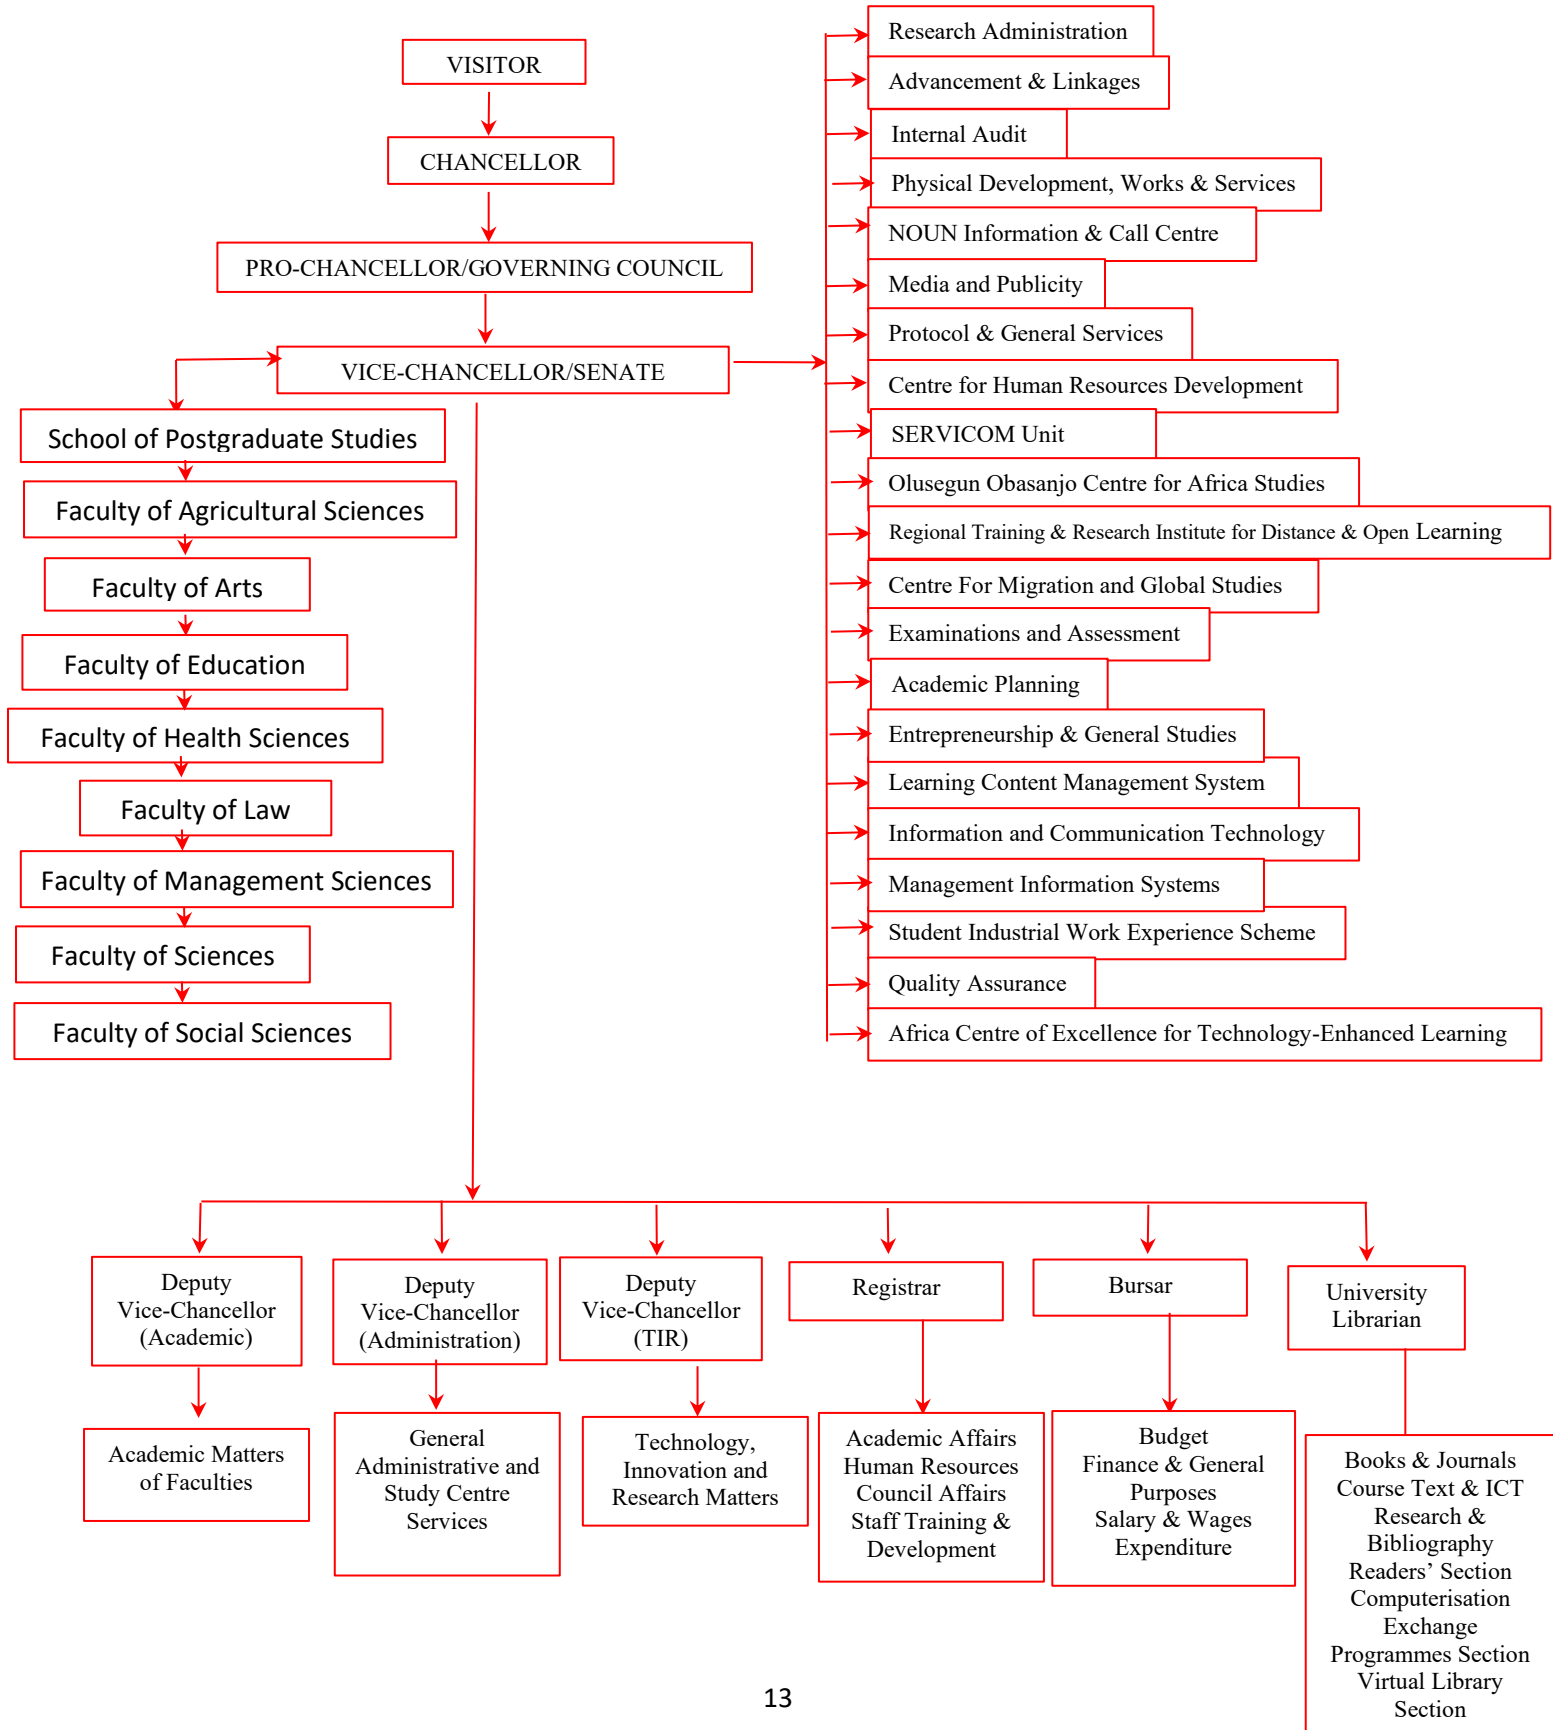 VISITOR
CHANCELLOR
PRO-CHANCELLOR/GOVERNING COUNCIL
VICE-CHANCELLOR/SENATE
School of Postgraduate Studies
Faculty of Agricultural Sciences
Faculty of Arts
Faculty of Education
Faculty of Health Sciences
Faculty of Law
Faculty of Management Sciences
Faculty of Sciences
Faculty of Social Sciences
Research Administration
Advancement & Linkages
Internal Audit
Physical Development, Works & Services
NOUN Information & Call Centre
Media and Publicity
Protocol & General Services
Centre for Human Resources Development
SERVICOM Unit
Olusegun Obasanjo Centre for Africa Studies
Regional Training & Research Institute for Distance & Open Learning
Centre For Migration and Global Studies
Examinations and Assessment
Academic Planning
Entrepreneurship & General Studies
Learning Content Management System
Information and Communication Technology
Management Information Systems
Student Industrial Work Experience Scheme
Quality Assurance
Africa Centre of Excellence for Technology-Enhanced Learning
Deputy
Vice-Chancellor
(Academic)
Deputy
Vice-Chancellor
(Administration)
Deputy
Vice-Chancellor
(TIR)
Registrar
Bursar
University
Librarian
Academic Matters
of Faculties
General
Administrative and
Study Centre
Services
Technology,
Innovation and
Research Matters
Academic Affairs
Human Resources
Council Affairs
Staff Training &
Development
Budget
Finance & General
Purposes
Salary & Wages
Expenditure
Books & Journals
Course Text & ICT
Research &
Bibliography
Readers’ Section
Computerisation
Exchange
Programmes Section
Virtual Library
Section
13